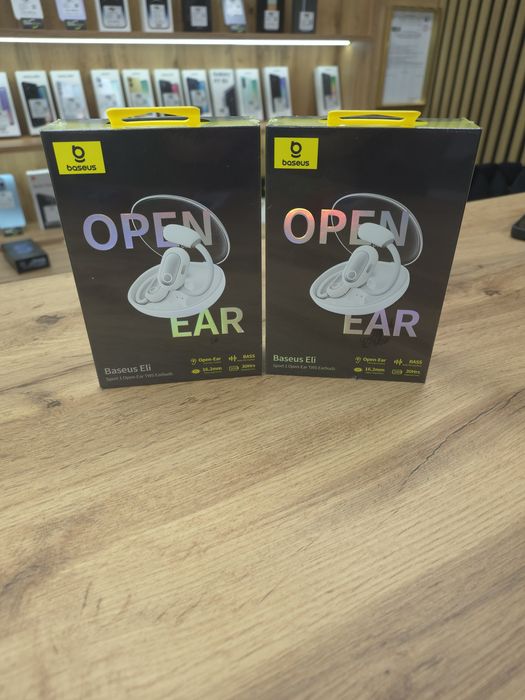 baseus
OPEN
EAR
Baseus Eli
Sport 1 Open-Ear TWS Earbuds
Open-Ear
BASS
16.2mm
30Hrs
baseus
OPEN
EAR
Baseus Eli
Sport 1 Open-Ear TWS Earbuds
Open-Ear
BASS
16.2mm
30Hrs